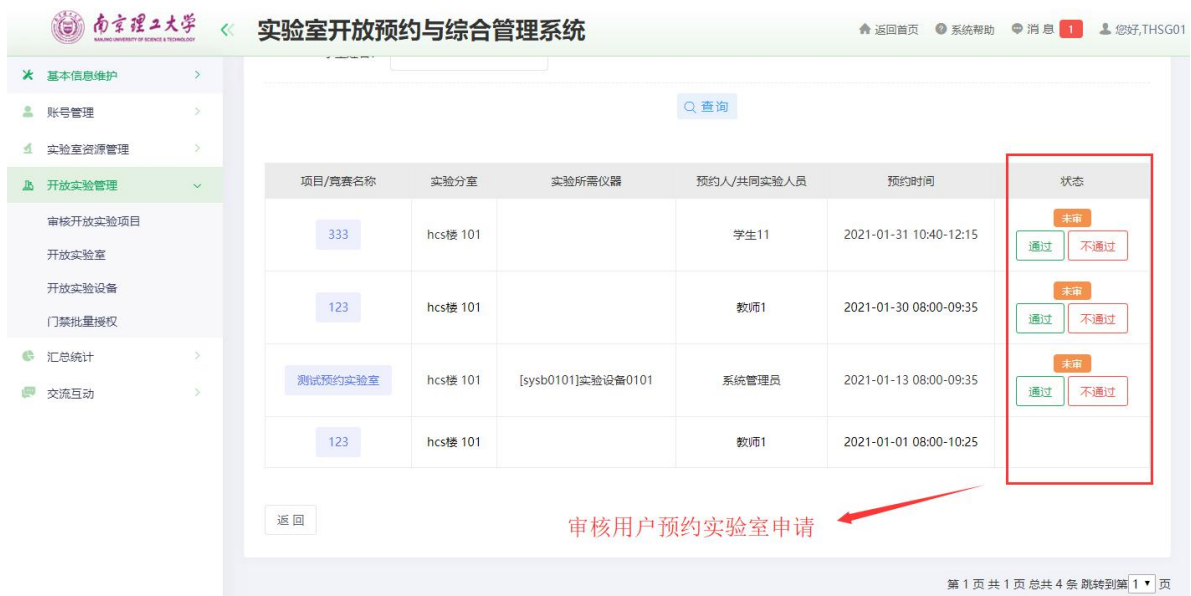 南京理工大学
NANJING UNIVERSITY OF SCIENCE & TECHNOLOGY
实验室开放预约与综合管理系统
返回首页 系统帮助 消 息 1 您好,THSG01
基本信息维护
账号管理
实验室资源管理
开放实验管理
审核开放实验项目
开放实验室
开放实验设备
门禁批量授权
汇总统计
交流互动
查 询
项目/竞赛名称 实验分室 实验所需仪器 预约人/共同实验人员 预约时间 状态
333 hcs楼 101 学生11 2021-01-31 10:40-12:15 未审 通过 不通过
123 hcs楼 101 教师1 2021-01-30 08:00-09:35 未审 通过 不通过
测试预约实验室 hcs楼 101 [sysb0101]实验设备0101 系统管理员 2021-01-13 08:00-09:35 未审 通过 不通过
123 hcs楼 101 教师1 2021-01-01 08:00-10:25
返 回
审核用户预约实验室申请
第 1 页 共 1 页 总共 4 条 跳转到第 1 页